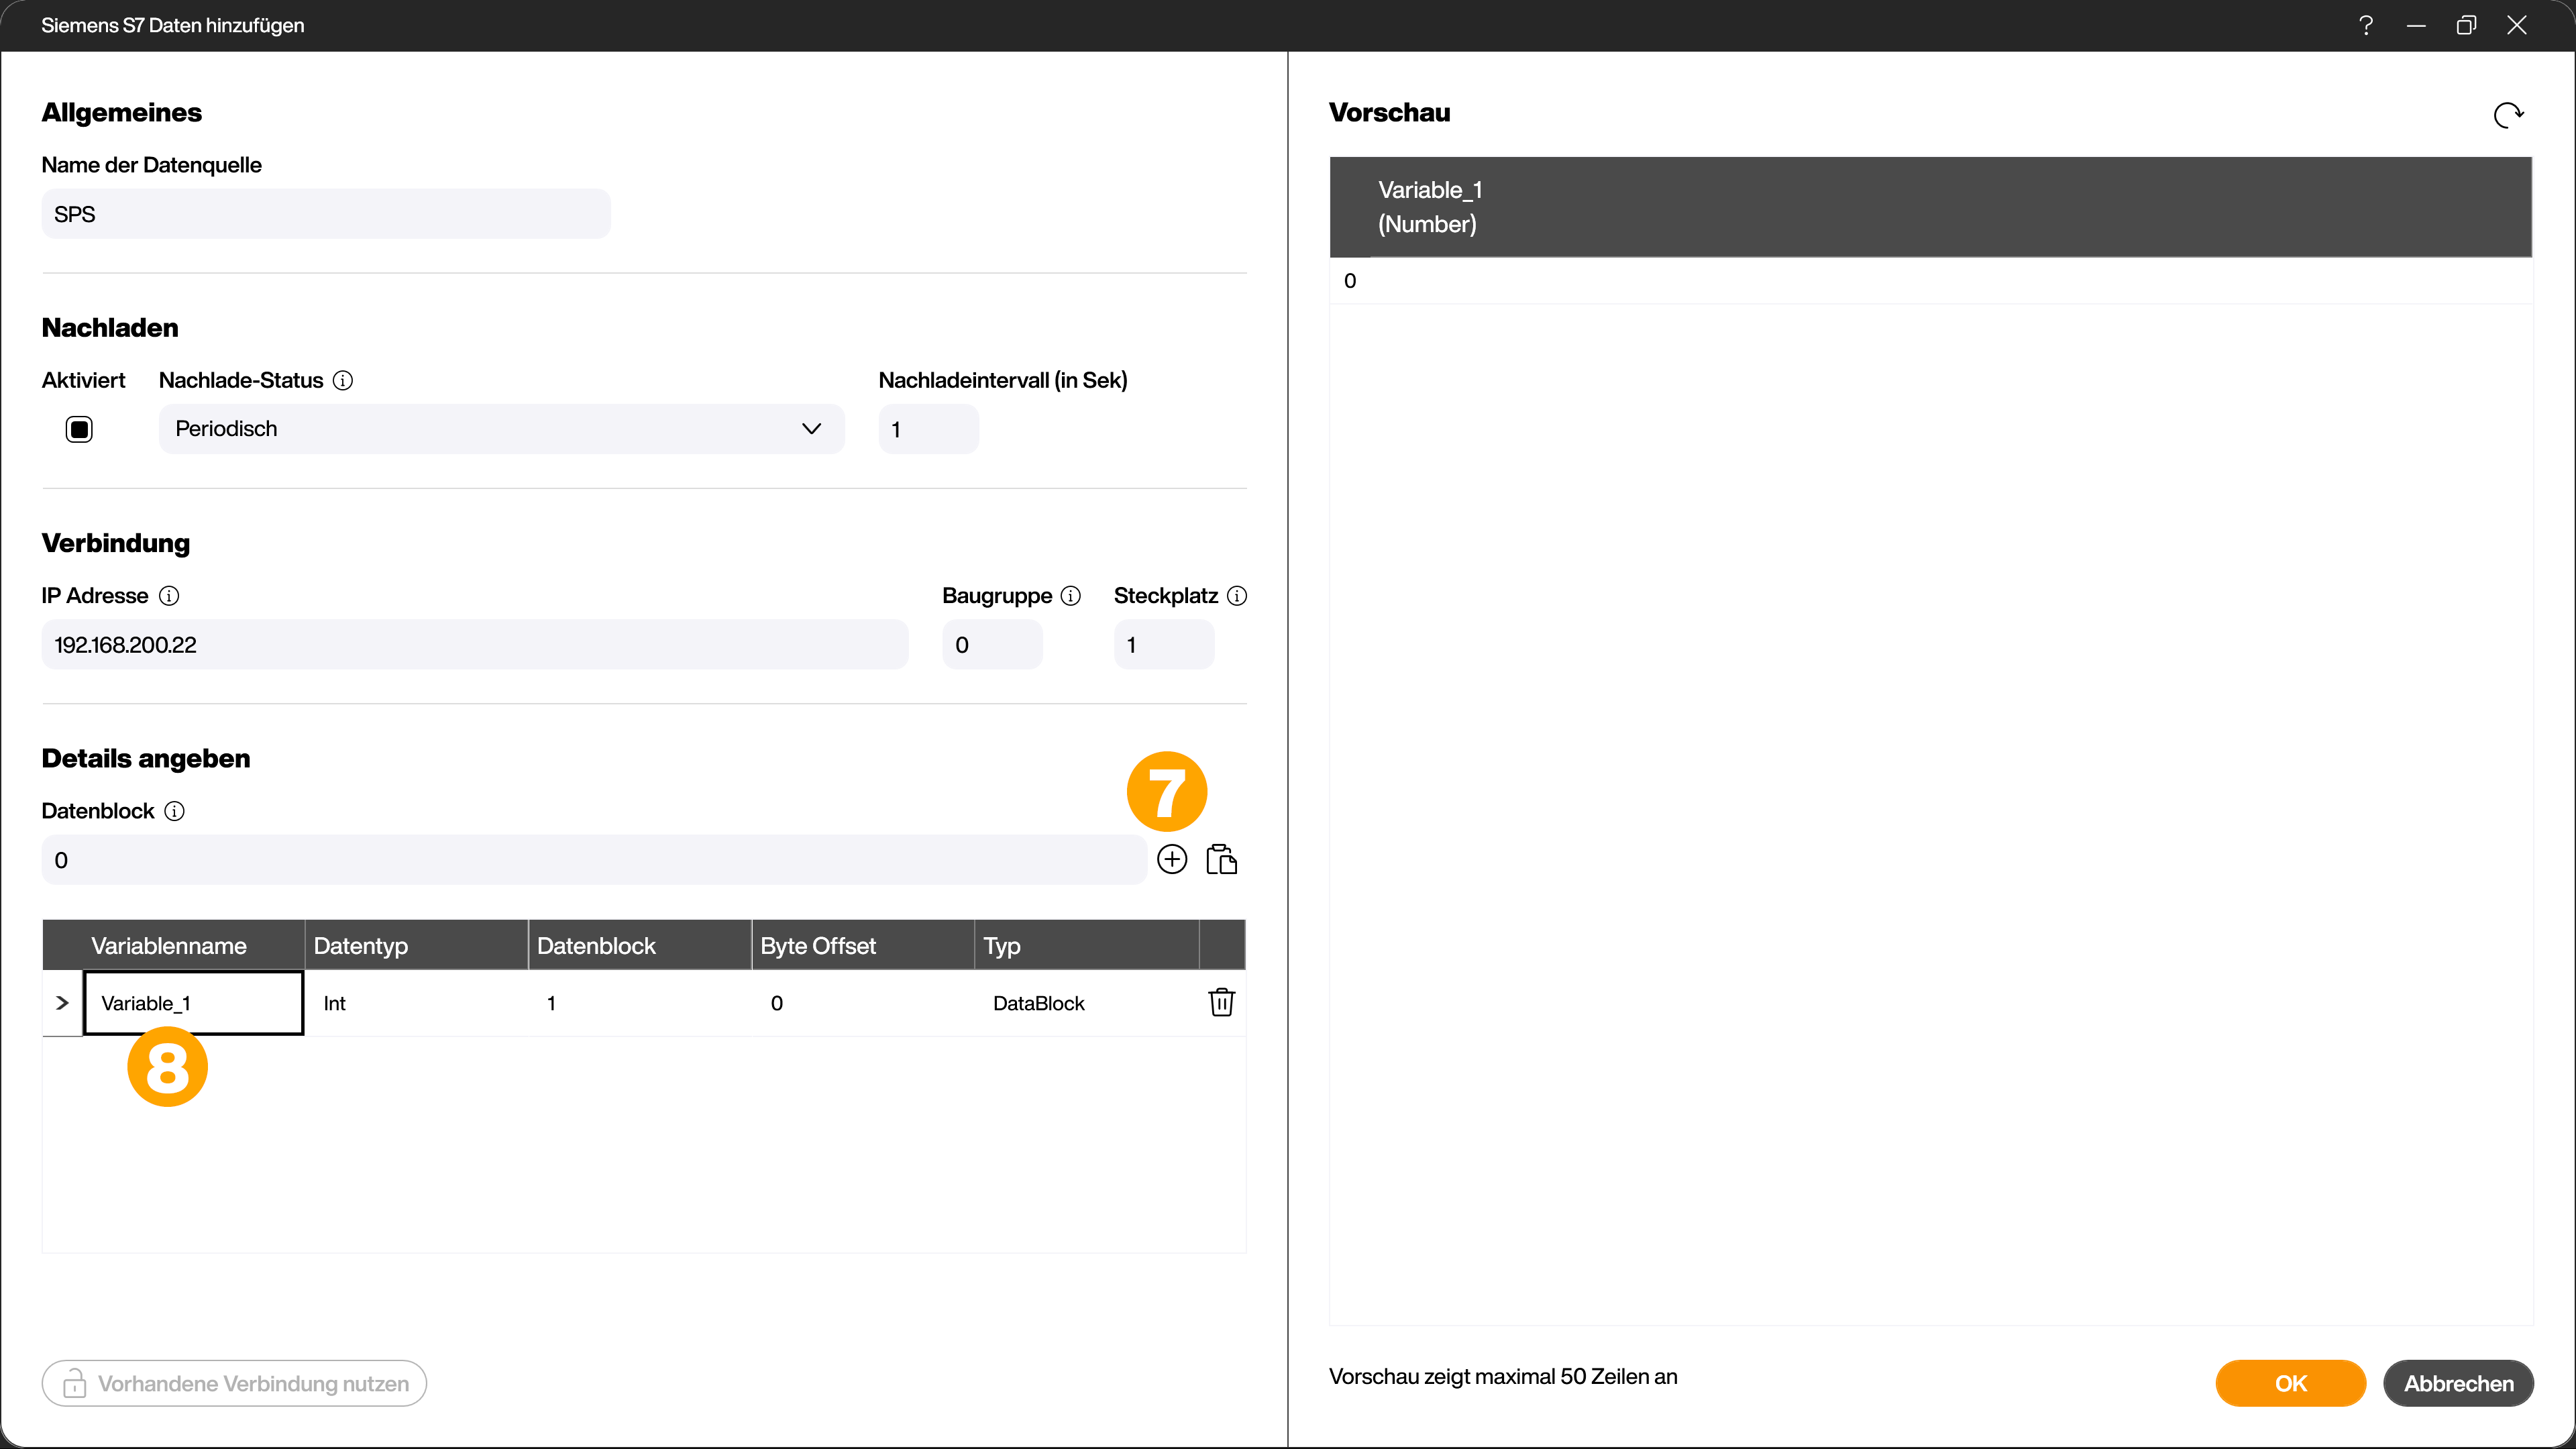 Siemens S7 Daten hinzufügen
Allgemeines
Name der Datenquelle
SPS
Nachladen
Aktiviert
Nachlade-Status
Nachladeintervall (in Sek)
Periodisch
1
Verbindung
IP Adresse
Baugruppe
Steckplatz
192.168.200.22
0
1
Details angeben
7
Datenblock
0
Variablenname
Datentyp
Datenblock
Byte Offset
Typ
Variable_1
Int
1
0
DataBlock
8
Vorhandene Verbindung nutzen
Vorschau
Variable_1
(Number)
0
Vorschau zeigt maximal 50 Zeilen an
OK
Abbrechen